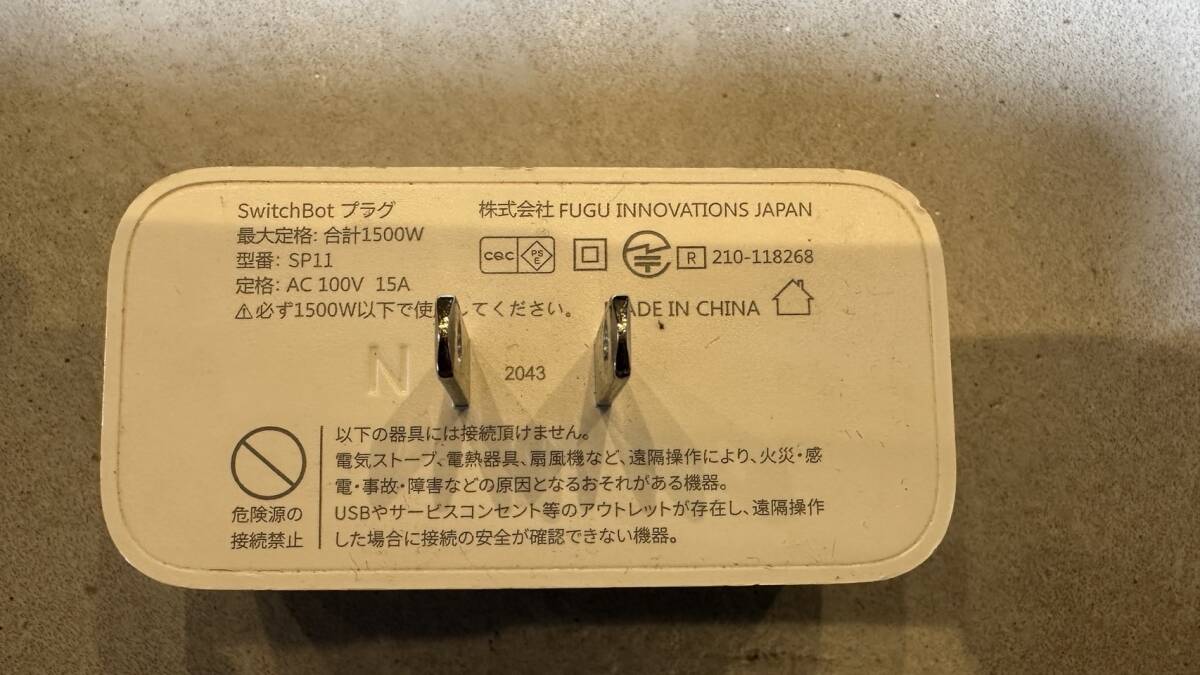 SwitchBot プラグ
株式会社 FUGU INNOVATIONS JAPAN
最大定格: 合計1500W
型番: SP11
定格: AC 100V 15A
⚠必ず1500W以下で使 してください。
cqc PSE
R 210-118268
ADE IN CHINA
N
2043
危険源の
接続禁止
以下の器具には接続頂けません。
電気ストーブ、電熱器具、扇風機など、遠隔操作により、火災・感
電・事故・障害などの原因となるおそれがある機器。
USBやサービスコンセント等のアウトレットが存在し、遠隔操作
した場合に接続の安全が確認できない機器。